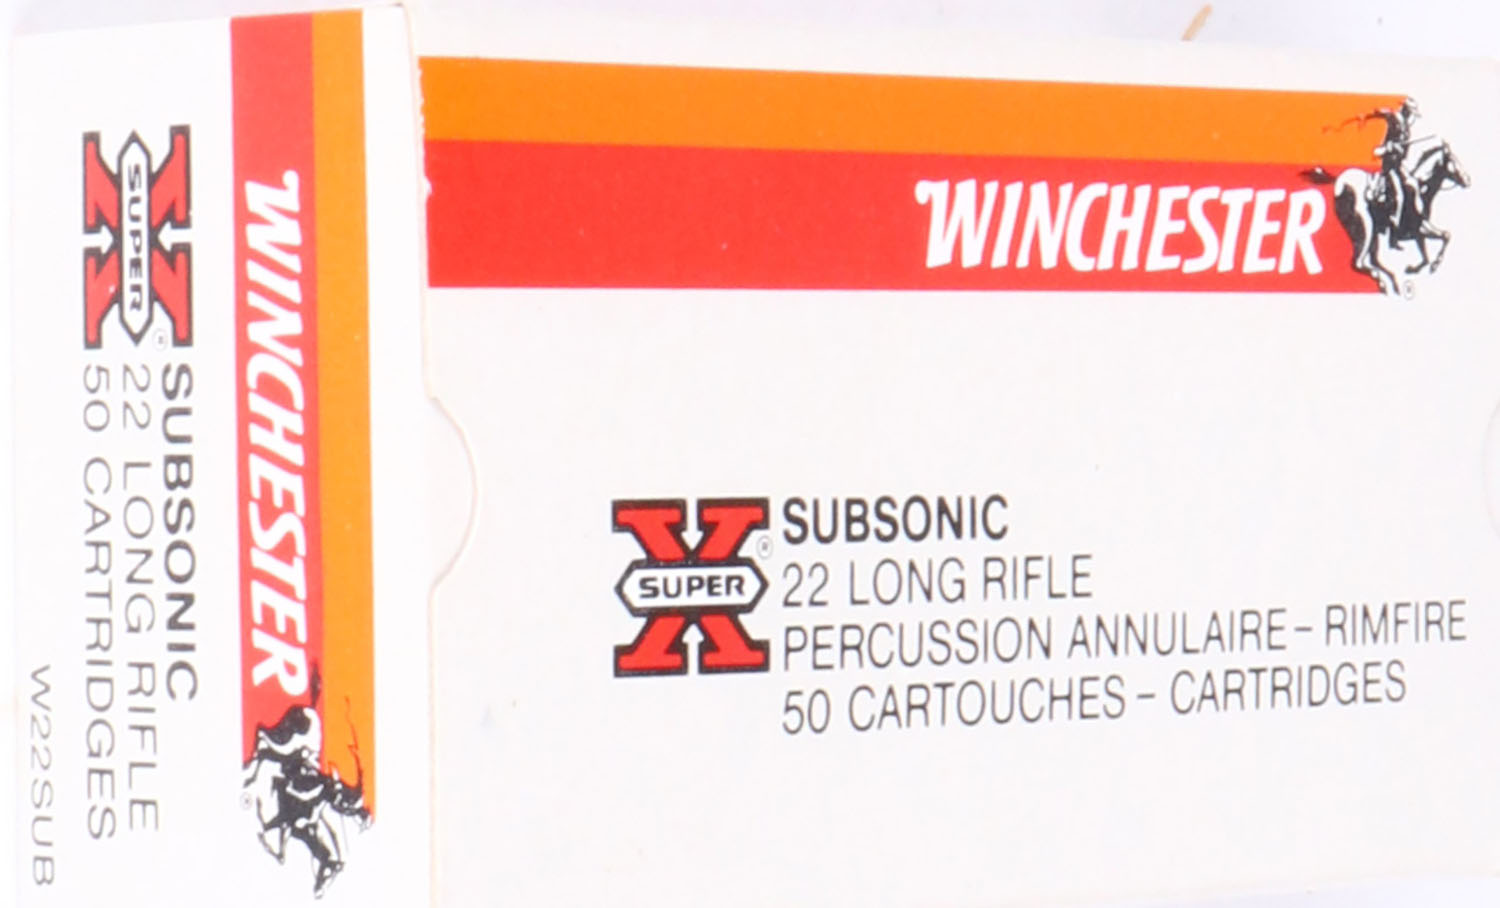 WINCHESTER
®
SUPER X
®
SUBSONIC
22 LONG RIFLE
50 CARTRIDGES
W22SUB
WINCHESTER
®
SUPER X
®
SUBSONIC
22 LONG RIFLE
PERCUSSION ANNULAIRE – RIMFIRE
50 CARTOUCHES – CARTRIDGES